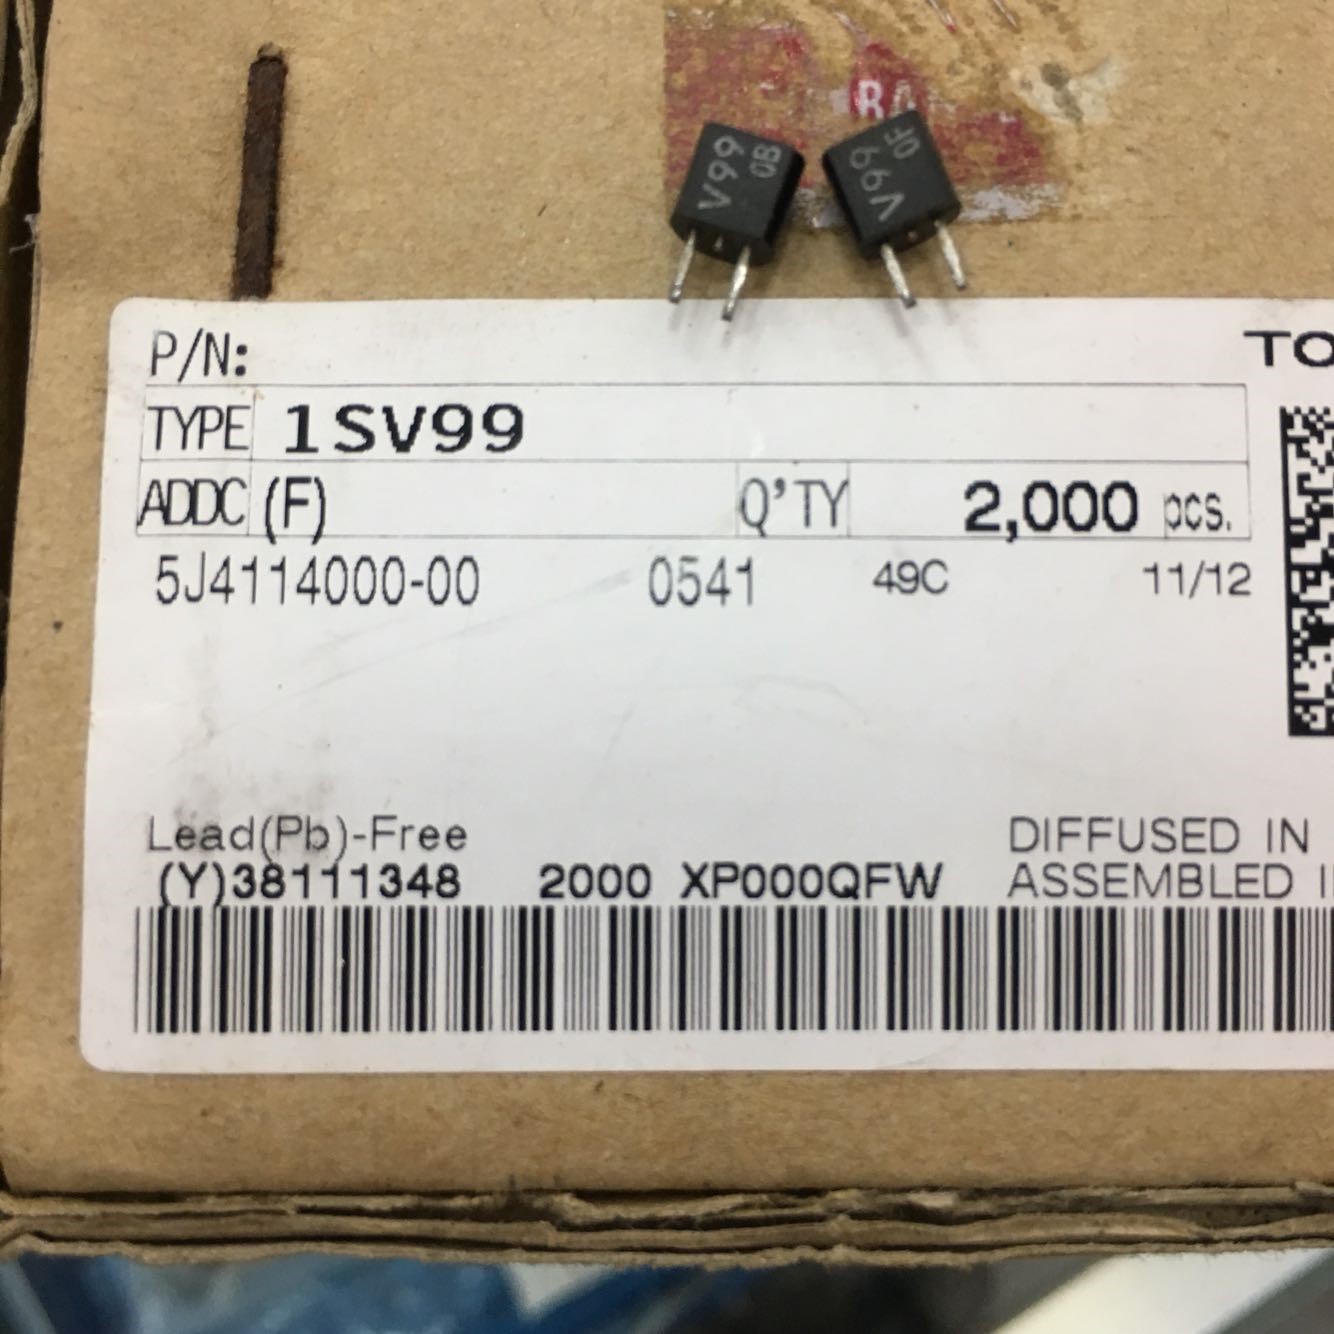 BA
V99
0B
V99
0F
P/N:
TO
TYPE 1SV99
ADDC (F) Q'TY 2,000 pcs.
5J4114000-00 0541 49C 11/12
Lead(Pb)-Free DIFFUSED IN
(Y)38111348 2000 XP000QFW ASSEMBLED I